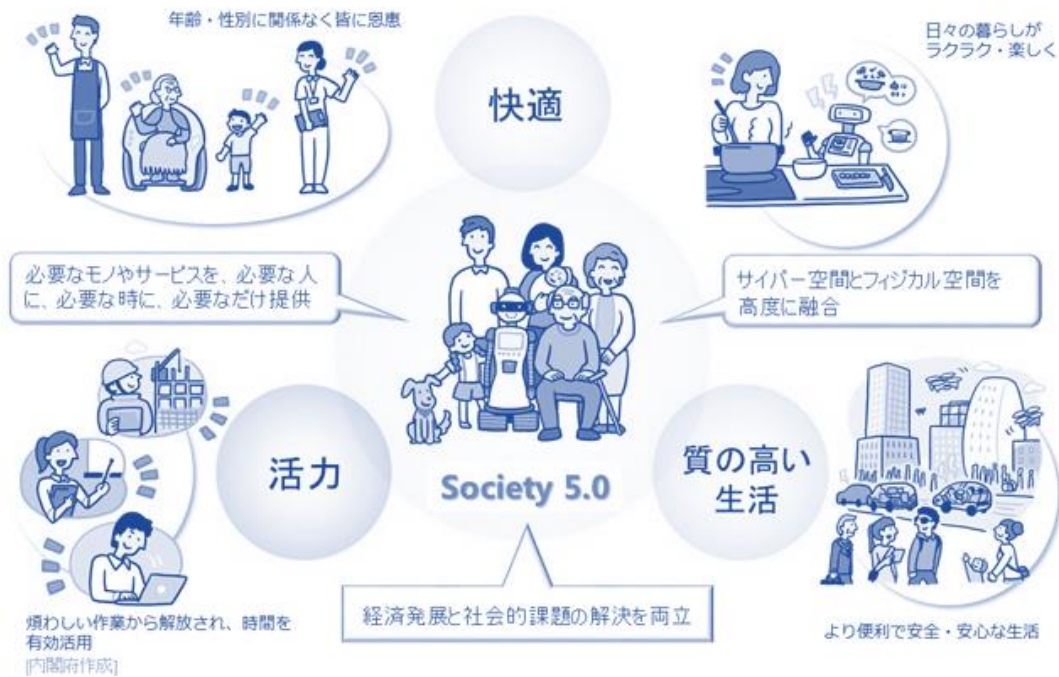 年齢・性別に関係なく皆に恩恵
日々の暮らしが
ラクラク・楽しく
快適
必要なモノやサービスを、必要な人
に、必要な時に、必要なだけ提供
サイバー空間とフィジカル空間を
高度に融合
活力
質の高い
生活
Society 5.0
経済発展と社会的課題の解決を両立
煩わしい作業から解放され、時間を
有効活用
[内閣府作成]
より便利で安全・安心な生活